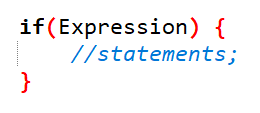 if(Expression) {
//statements;
}